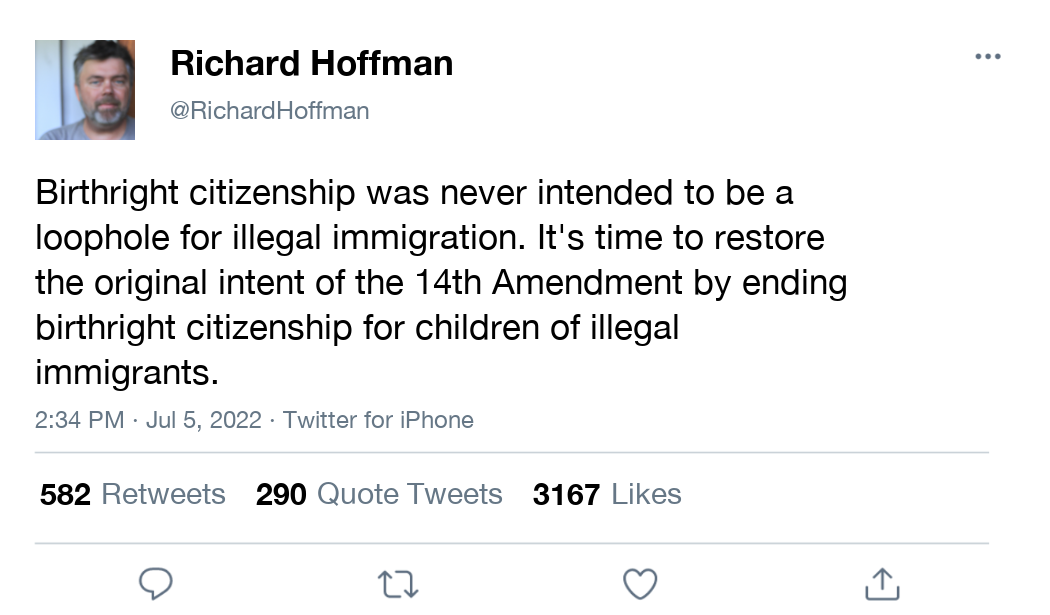 Richard Hoffman
@RichardHoffman
Birthright citizenship was never intended to be a
loophole for illegal immigration. It's time to restore
the original intent of the 14th Amendment by ending
birthright citizenship for children of illegal
immigrants.
2:34 PM · Jul 5, 2022 · Twitter for iPhone
582 Retweets 290 Quote Tweets 3167 Likes